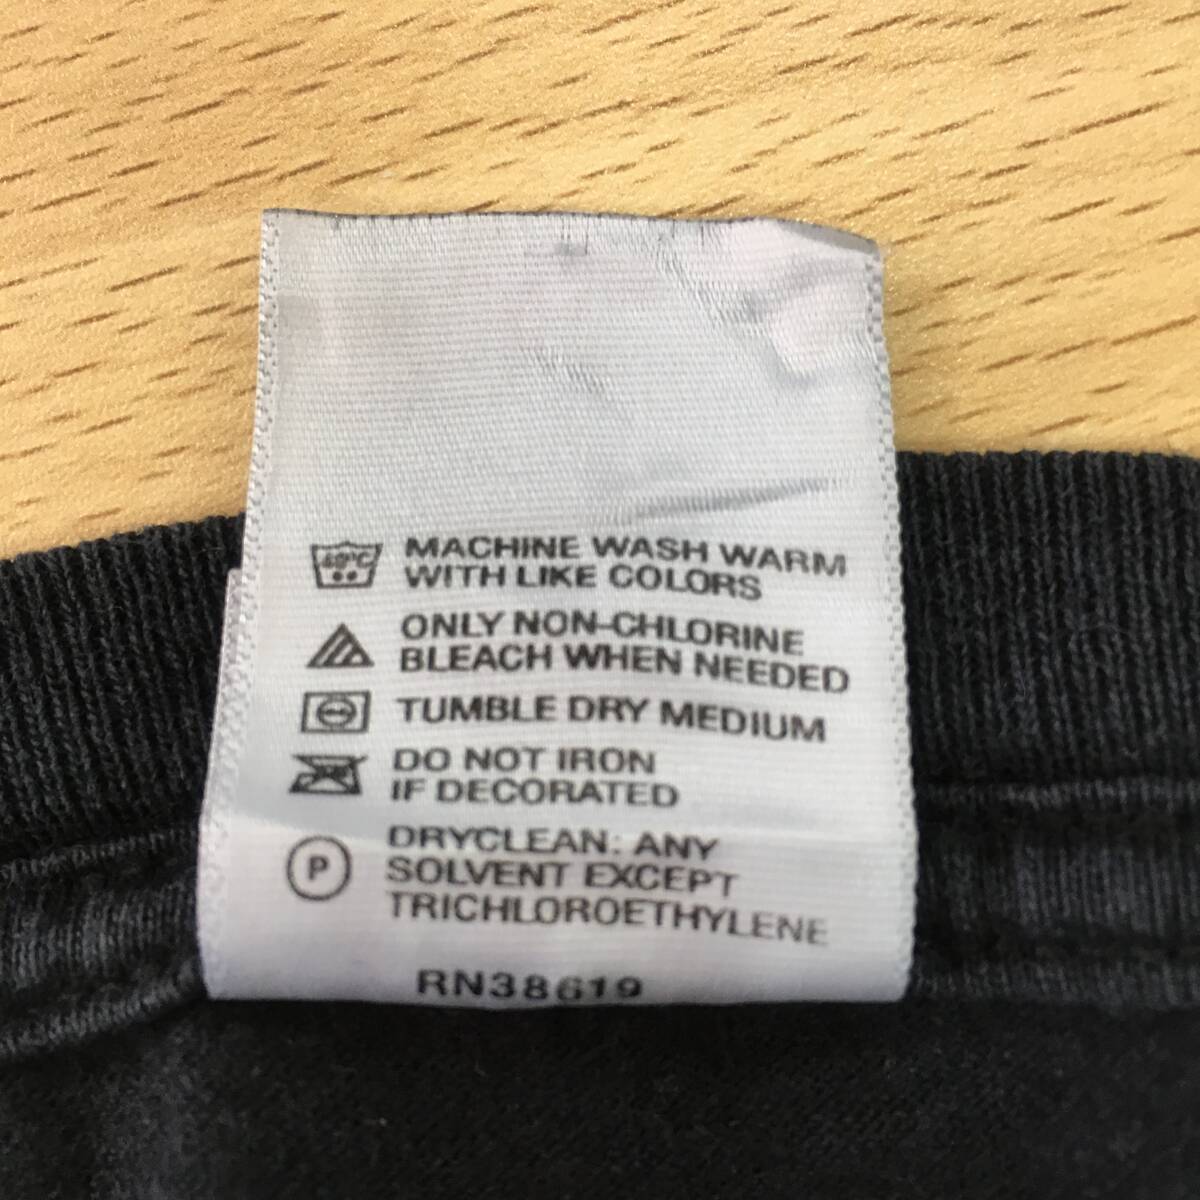 40°C
MACHINE WASH WARM
WITH LIKE COLORS
ONLY NON-CHLORINE
BLEACH WHEN NEEDED
TUMBLE DRY MEDIUM
DO NOT IRON
IF DECORATED
P
DRYCLEAN: ANY
SOLVENT EXCEPT
TRICHLOROETHYLENE
RN38619